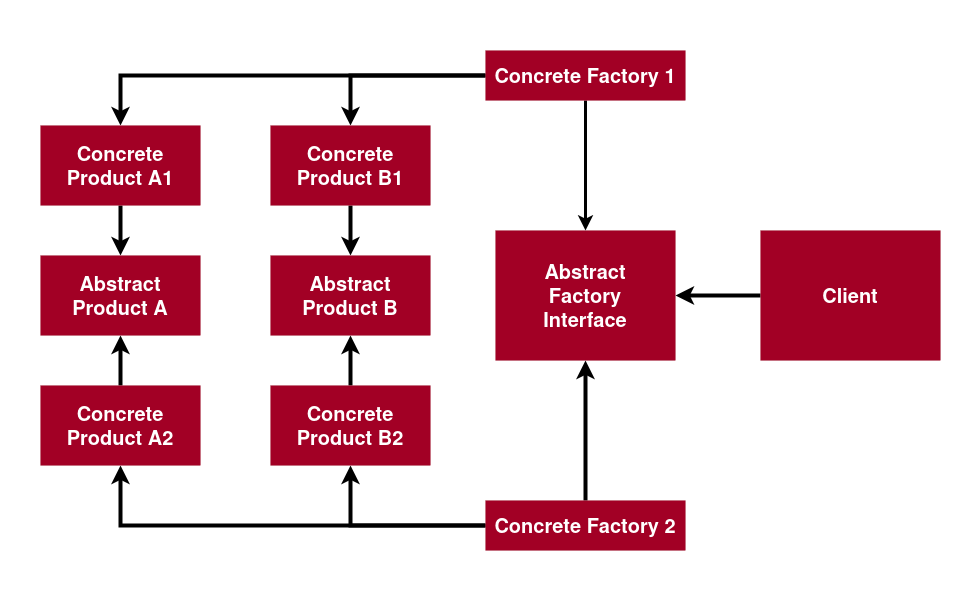 Concrete Factory 1
Concrete
Product A1
Concrete
Product B1
Abstract
Product A
Abstract
Product B
Abstract
Factory
Interface
Client
Concrete
Product A2
Concrete
Product B2
Concrete Factory 2